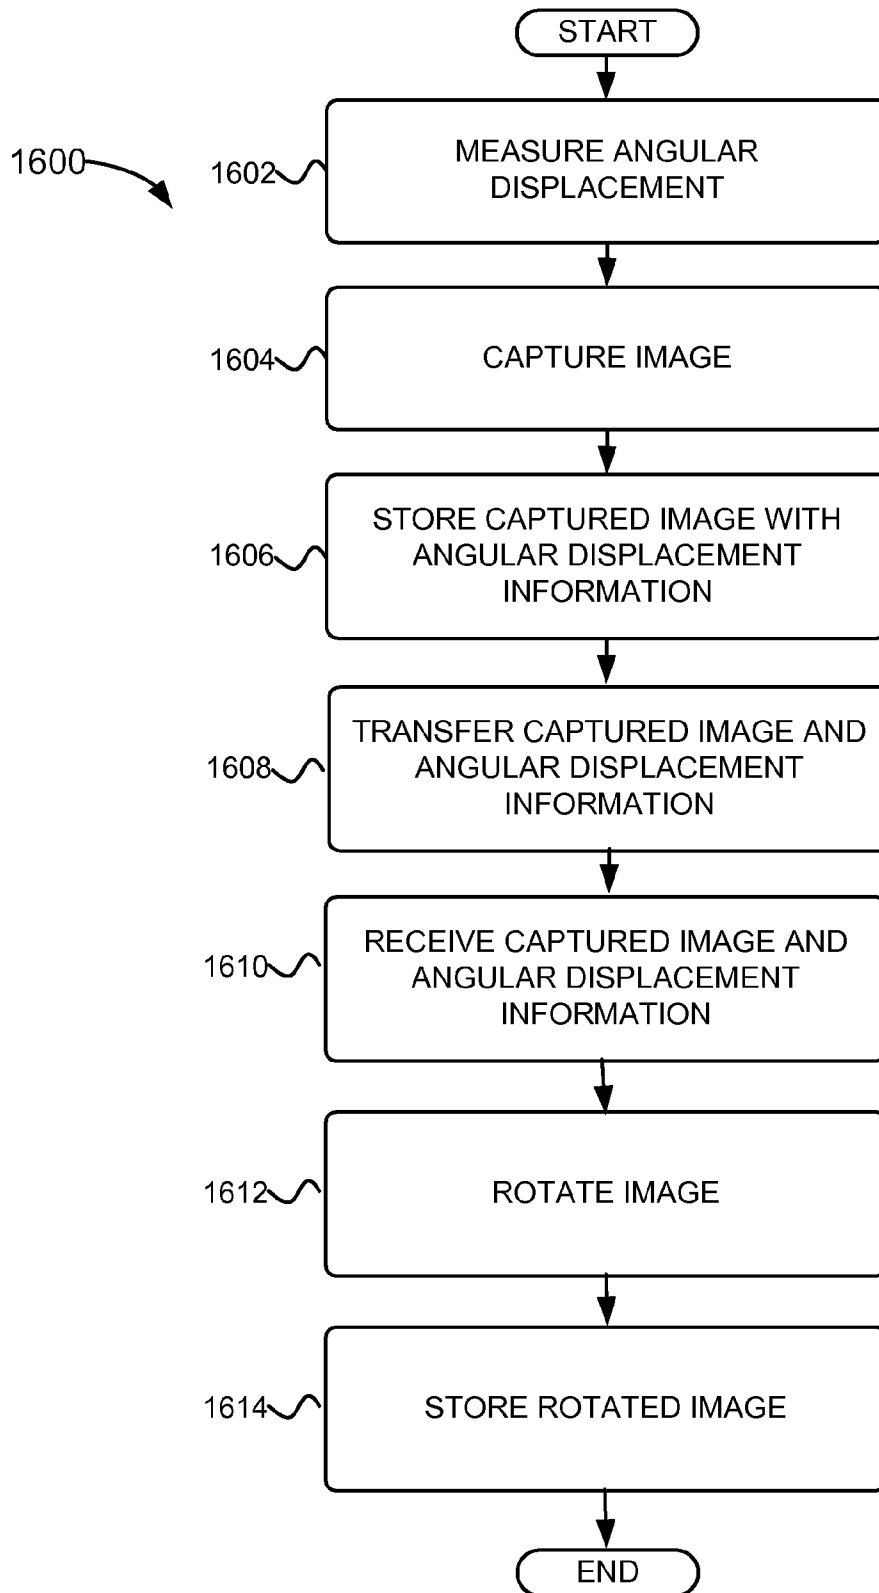 START
1600
1602
MEASURE ANGULAR
DISPLACEMENT
1604
CAPTURE IMAGE
1606
STORE CAPTURED IMAGE WITH
ANGULAR DISPLACEMENT
INFORMATION
1608
TRANSFER CAPTURED IMAGE AND
ANGULAR DISPLACEMENT
INFORMATION
1610
RECEIVE CAPTURED IMAGE AND
ANGULAR DISPLACEMENT
INFORMATION
1612
ROTATE IMAGE
1614
STORE ROTATED IMAGE
END